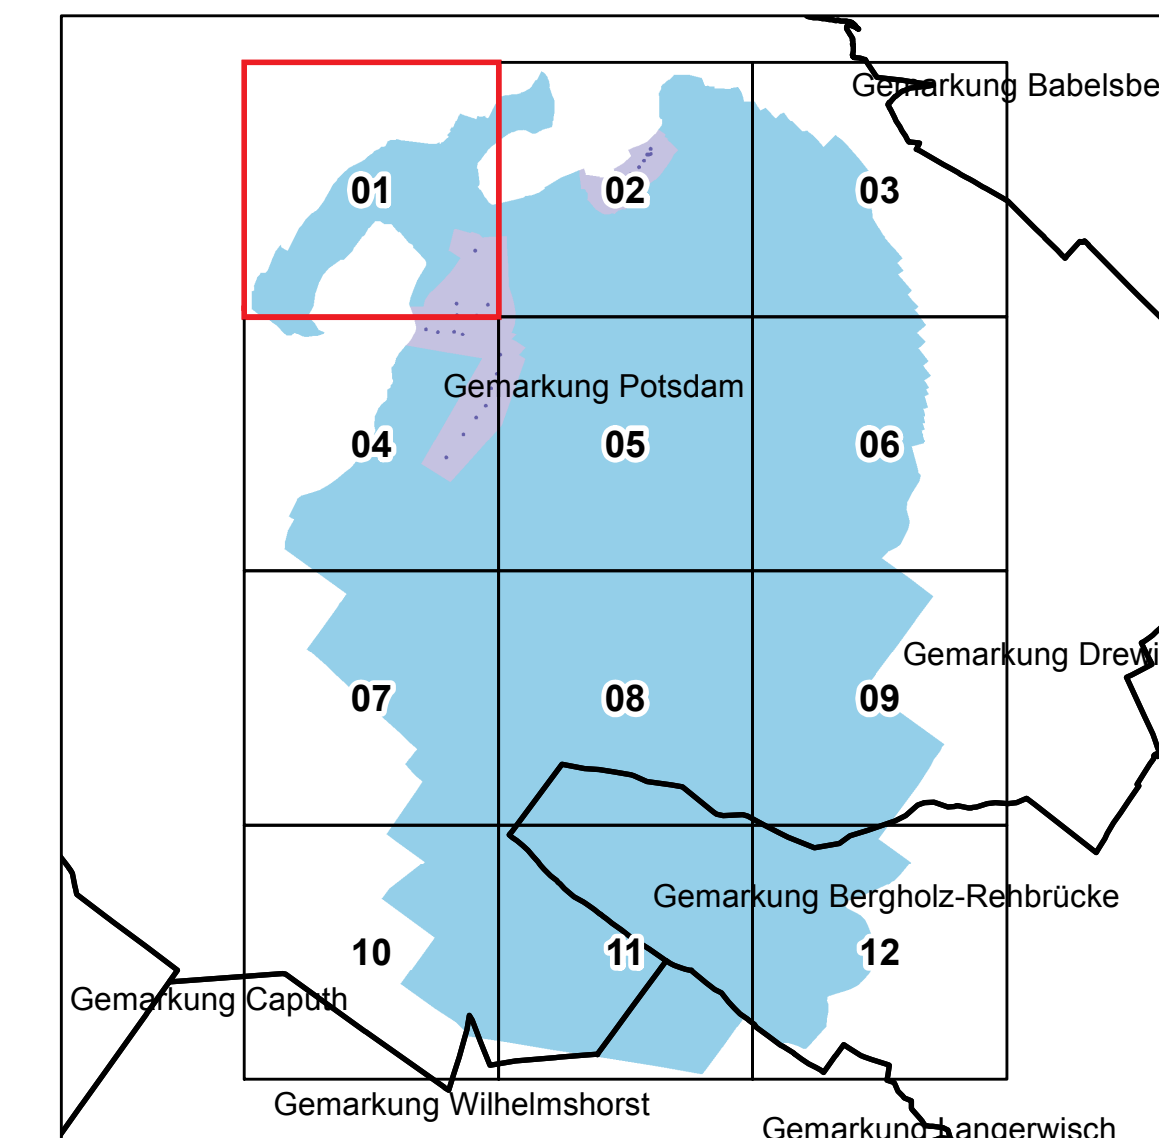 Gemarkung Babelsbe
01
02
03
Gemarkung Potsdam
04
05
06
Gemarkung Drewi
07
08
09
Gemarkung Bergholz-Rehbrücke
10
11
12
Gemarkung Caputh
Gemarkung Wilhelmshorst
Gemarkung Langerwisch